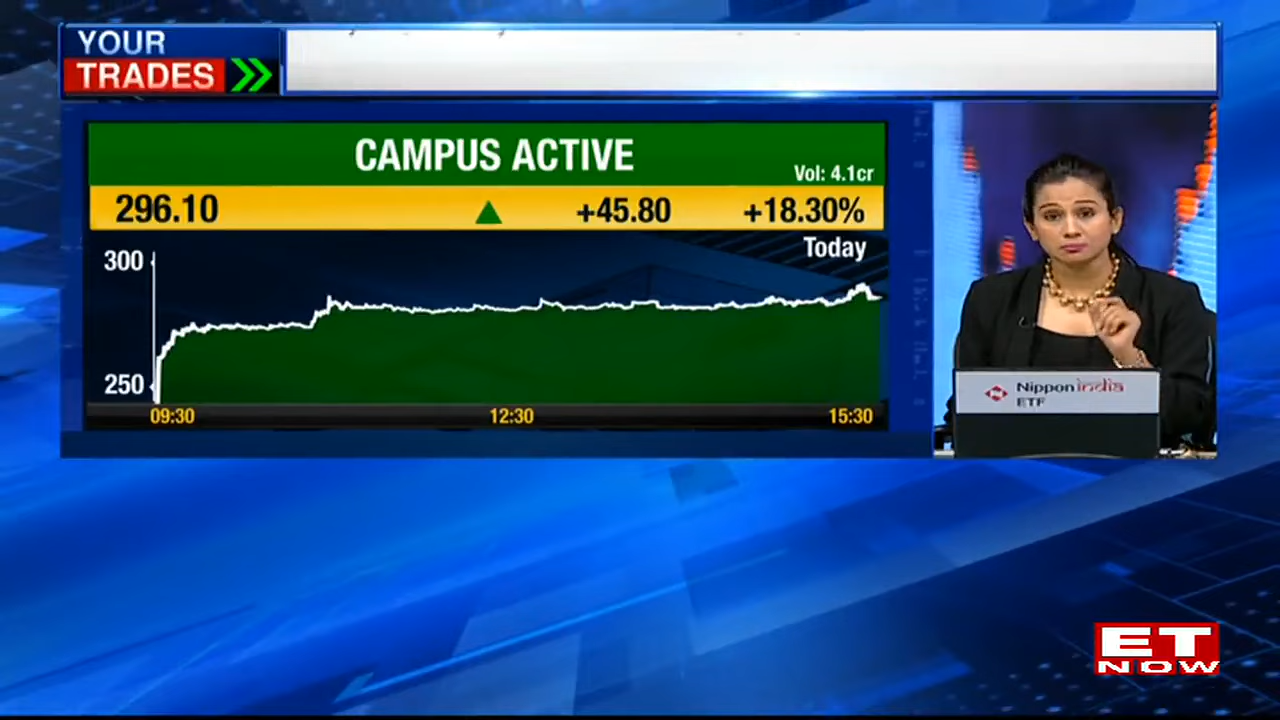 YOUR
TRADES
CAMPUS ACTIVE
Vol: 4.1cr
296.10 +45.80 +18.30%
Today
300
250
09:30 12:30 15:30
Nippon india
ETF
ET
NOW